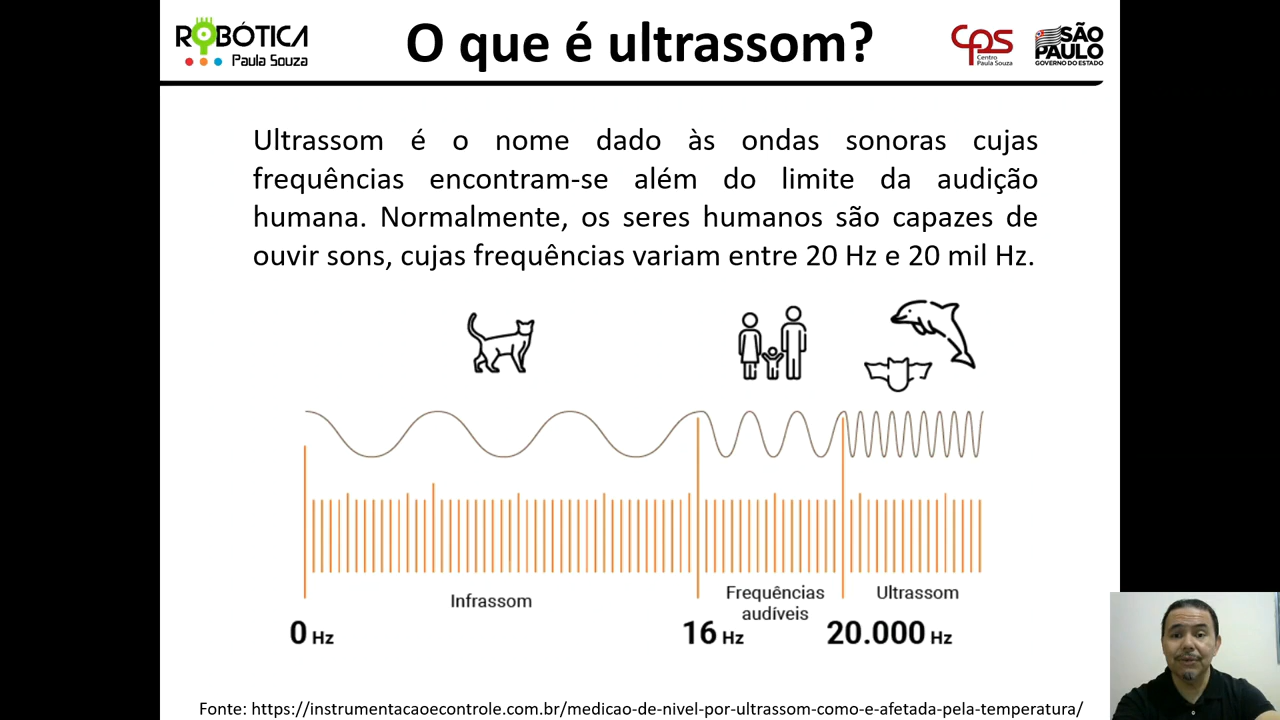 ROBÓTICA
Paula Souza
O que é ultrassom?
CPS
Centro
Paula Souza
SÃO
PAULO
GOVERNO DO ESTADO
Ultrassom é o nome dado às ondas sonoras cujas
frequências encontram-se além do limite da audição
humana. Normalmente, os seres humanos são capazes de
ouvir sons, cujas frequências variam entre 20 Hz e 20 mil Hz.
Infrassom
Frequências
audíveis
Ultrassom
0 Hz
16 Hz
20.000 Hz
Fonte: https://instrumentacaoecontrole.com.br/medicao-de-nivel-por-ultrassom-como-e-afetada-pela-temperatura/